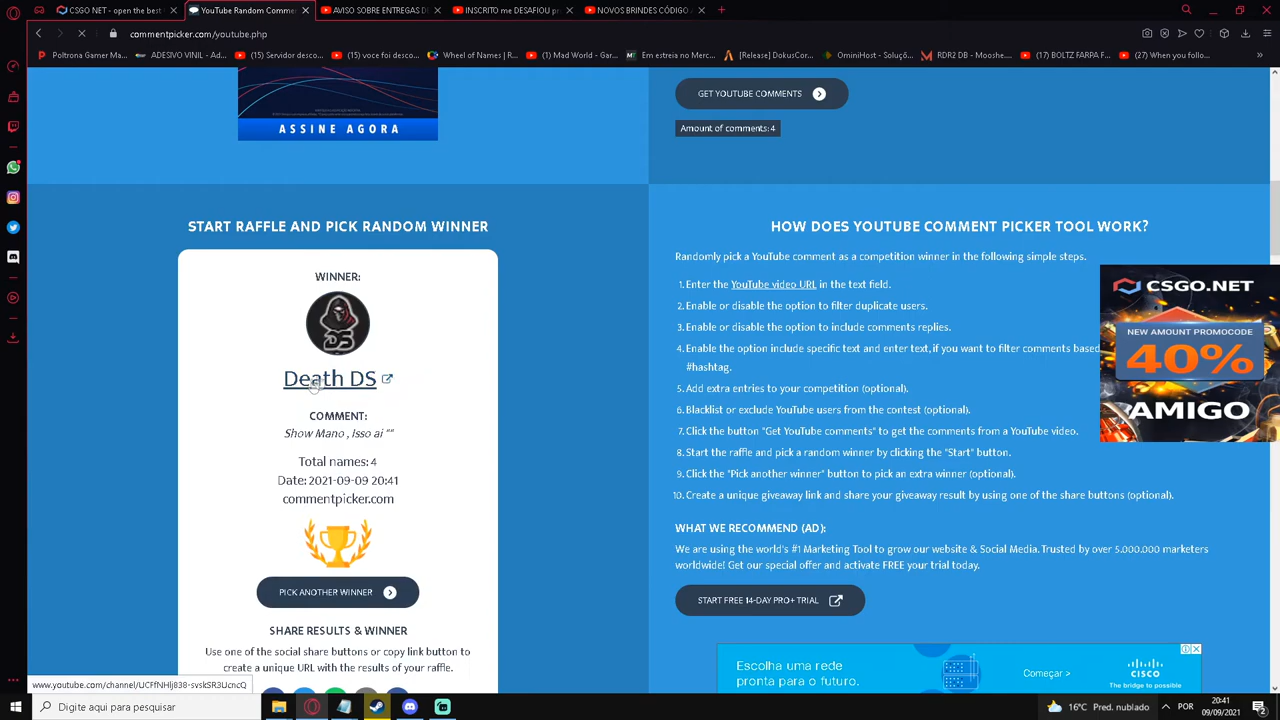 CSGO NET - open the best
YouTube Random Comme
AVISO SOBRE ENTREGAS D
INSCRITO me DESAFIOU p
NOVOS BRINDES CÓDIGO A
commentpicker.com/youtube.php
Poltrona Gamer Ma...
ADESIVO VINIL - Ad...
(15) Servidor desco...
(15) voce foi desco...
Wheel of Names | R...
(1) Mad World - Gar...
Em estreia no Merc...
[Release] DokusCor...
OminiHost - Soluçõ...
RDR2 DB - Mooshe...
(17) BOLTZ FARPA F...
(27) When you follo...
ASSINE AGORA
GET YOUTUBE COMMENTS
Amount of comments: 4
START RAFFLE AND PICK RANDOM WINNER
WINNER:
DS
Death DS
COMMENT:
Show Mano , isso ai ""
Total names: 4
Date: 2021-09-09 20:41
commentpicker.com
PICK ANOTHER WINNER
SHARE RESULTS & WINNER
Use one of the social share buttons or copy link button to
create a unique URL with the results of your raffle.
HOW DOES YOUTUBE COMMENT PICKER TOOL WORK?
Randomly pick a YouTube comment as a competition winner in the following simple steps.
1. Enter the YouTube video URL in the text field.
2. Enable or disable the option to filter duplicate users.
3. Enable or disable the option to include comments replies.
4. Enable the option include specific text and enter text, if you want to filter comments based
#hashtag.
5. Add extra entries to your competition (optional).
6. Blacklist or exclude YouTube users from the contest (optional).
7. Click the button "Get YouTube comments" to get the comments from a YouTube video.
8. Start the raffle and pick a random winner by clicking the "Start" button.
9. Click the "Pick another winner" button to pick an extra winner (optional).
10. Create a unique giveaway link and share your giveaway result by using one of the share buttons (optional).
WHAT WE RECOMMEND (AD):
We are using the world's #1 Marketing Tool to grow our website & Social Media. Trusted by over 5.000.000 marketers
worldwide! Get our special offer and activate FREE your trial today.
START FREE 14-DAY PRO+ TRIAL
Escolha uma rede
pronta para o futuro.
Começar >
CISCO
The bridge to possible
CSGO.NET
NEW AMOUNT PROMOCODE
40%
AMIGO
www.youtube.com/channel/UCFfNHlj838-svskSR3UcncQ
Digite aqui para pesquisar
16°C Pred. nublado
POR
20:41
09/09/2021
2